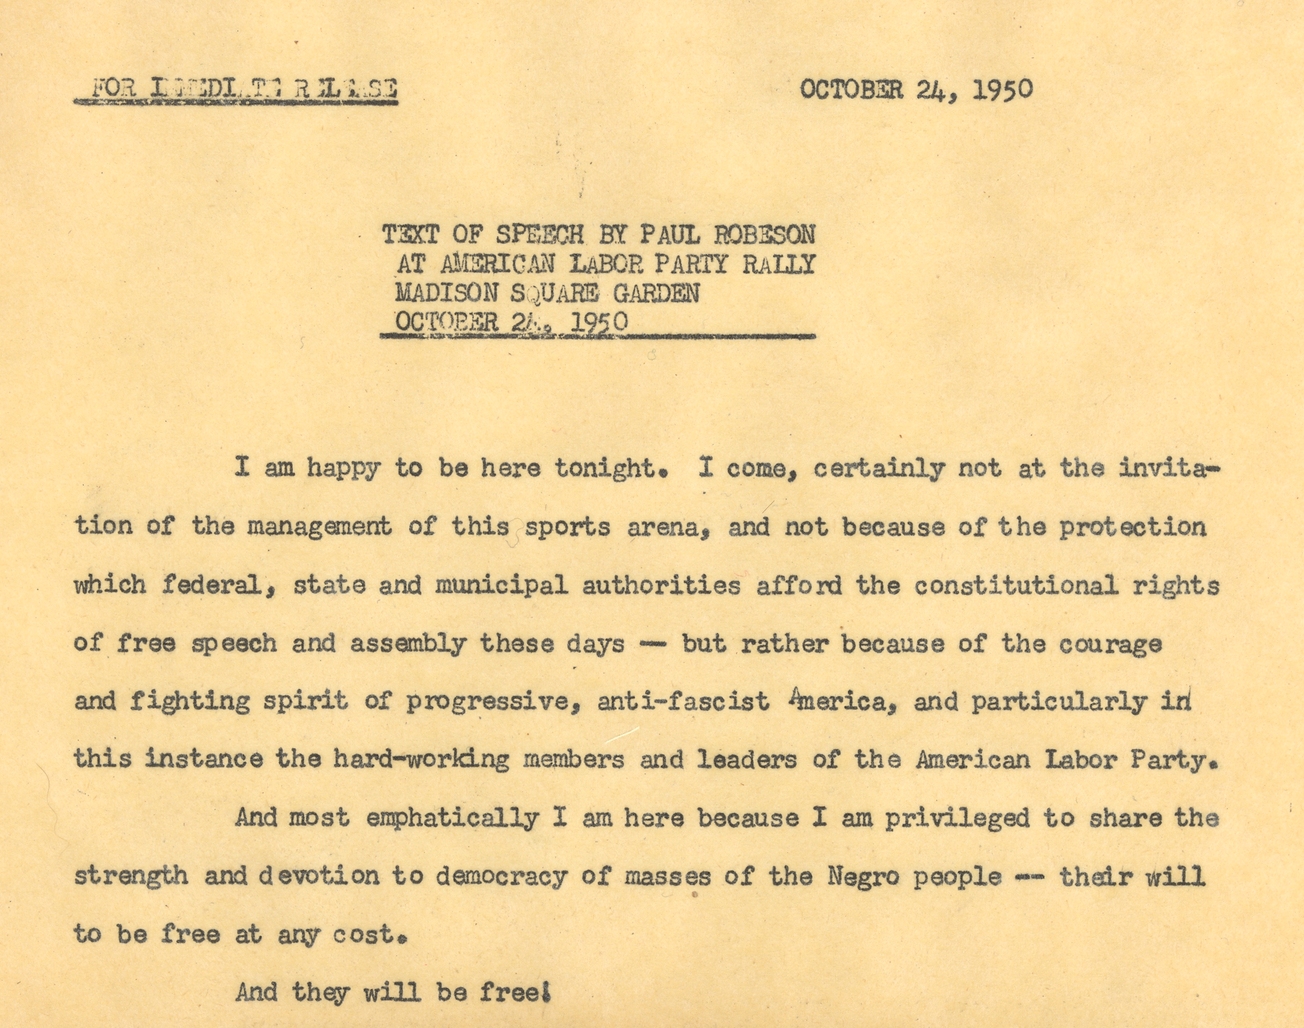 FOR IMMEDIATE RELEASE OCTOBER 24, 1950
TEXT OF SPEECH BY PAUL ROBESON
AT AMERICAN LABOR PARTY RALLY
MADISON SQUARE GARDEN
OCTOBER 24, 1950
I am happy to be here tonight. I come, certainly not at the invita-
tion of the management of this sports arena, and not because of the protection
which federal, state and municipal authorities afford the constitutional rights
of free speech and assembly these days -- but rather because of the courage
and fighting spirit of progressive, anti-fascist America, and particularly in
this instance the hard-working members and leaders of the American Labor Party.
And most emphatically I am here because I am privileged to share the
strength and devotion to democracy of masses of the Negro people -- their will
to be free at any cost.
And they will be free!